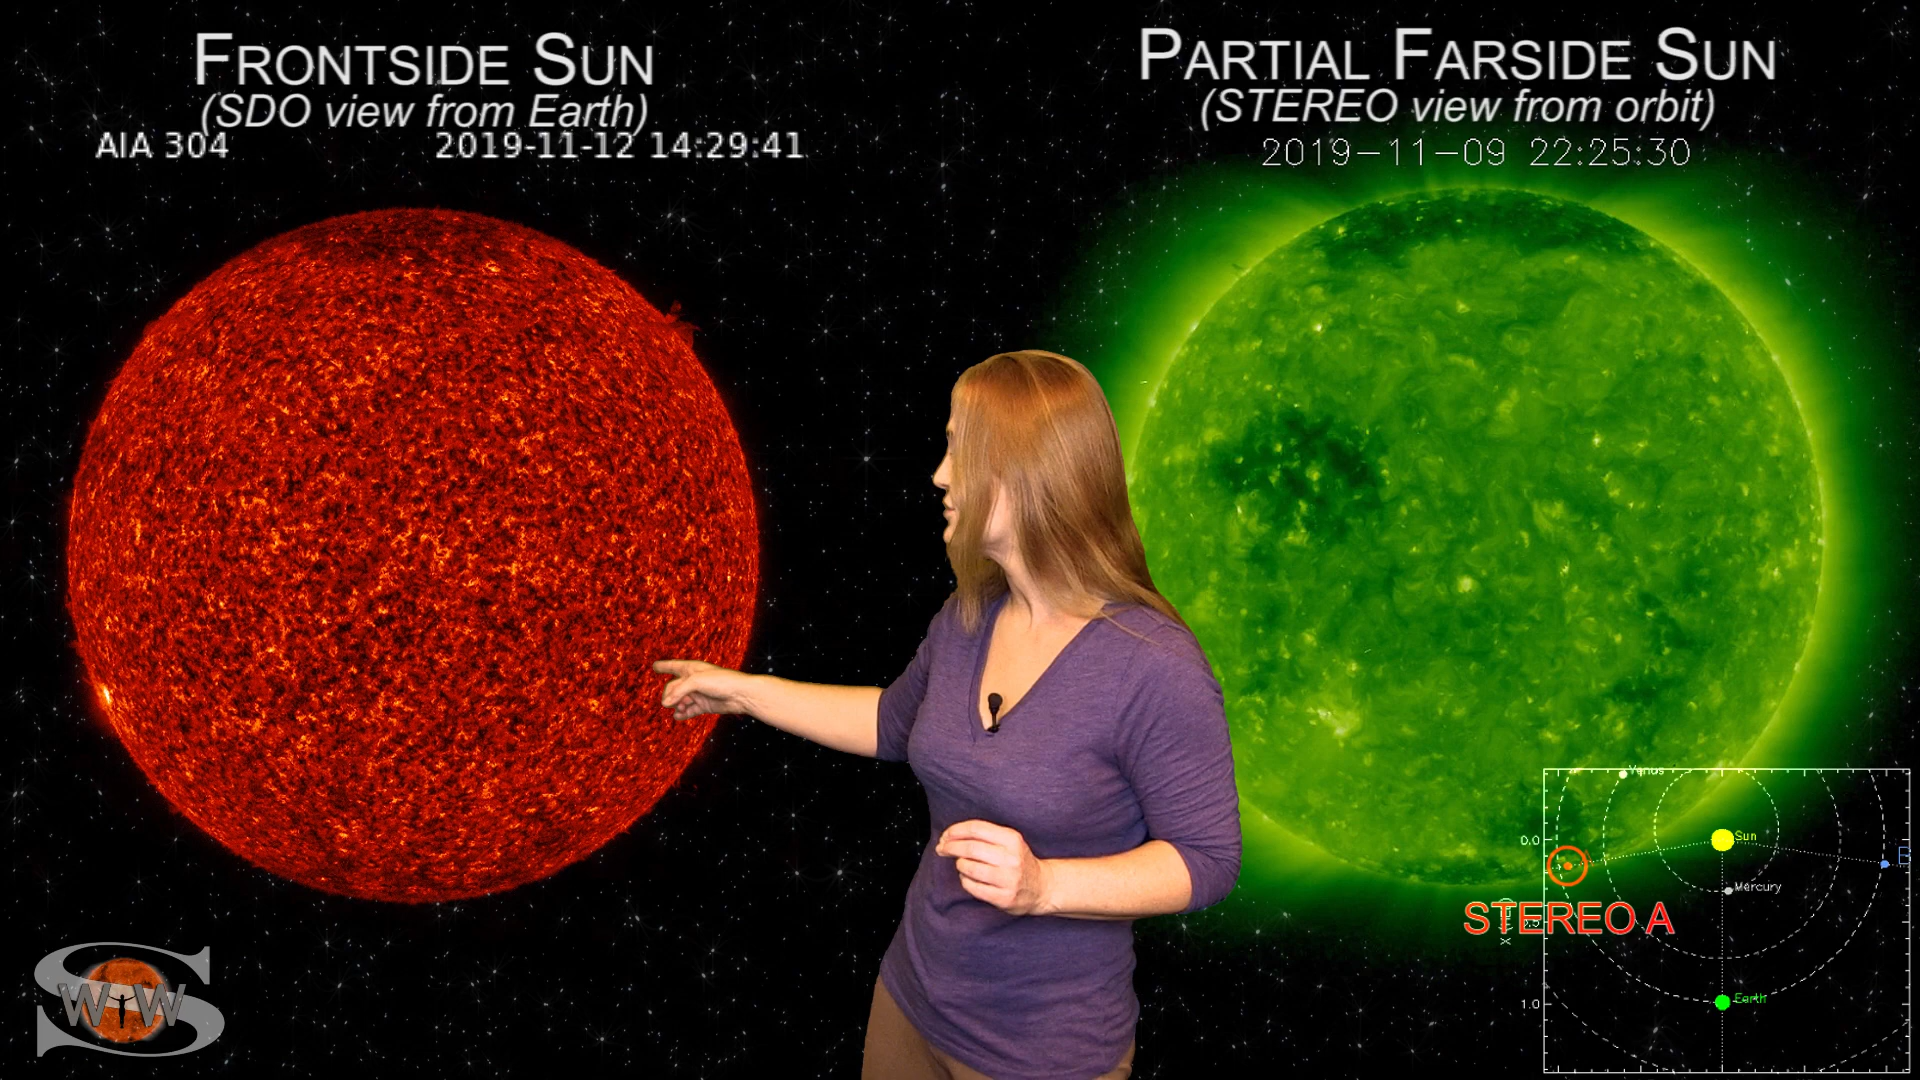 FRONTSIDE SUN
(SDO view from Earth)
AIA 304
2019-11-12 14:29:41
PARTIAL FARSIDE SUN
(STEREO view from orbit)
2019-11-09 22:25:30
Venus
0.0
Sun
B
Mercury
STEREO A
1.0
Earth
S
WW